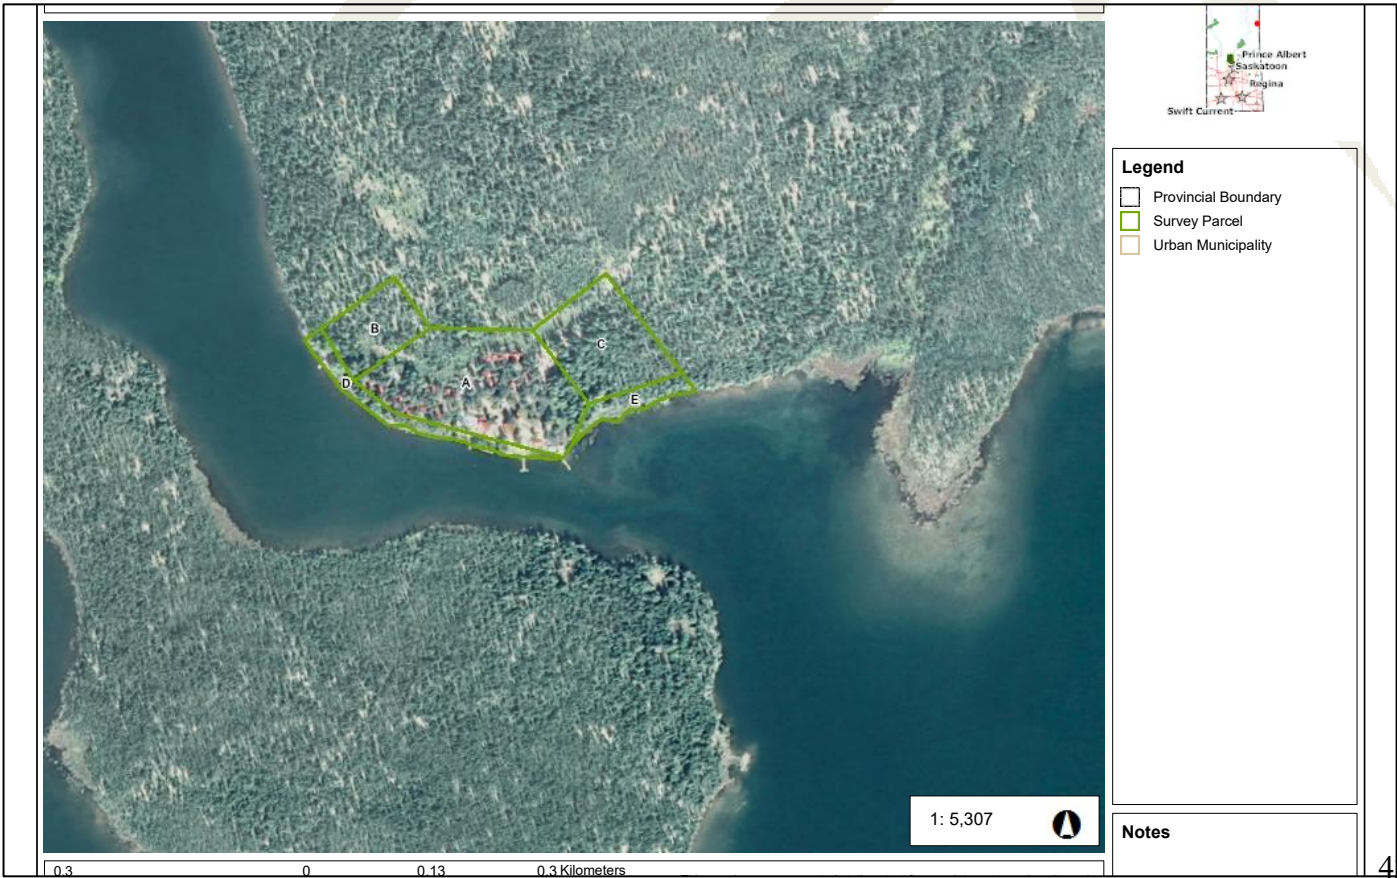 Prince Albert
Saskatoon
Regina
Swift Current
Legend
Provincial Boundary
Survey Parcel
Urban Municipality
B
C
D
A
E
1: 5,307
Notes
0.3 0 0.13 0.3 Kilometers
4